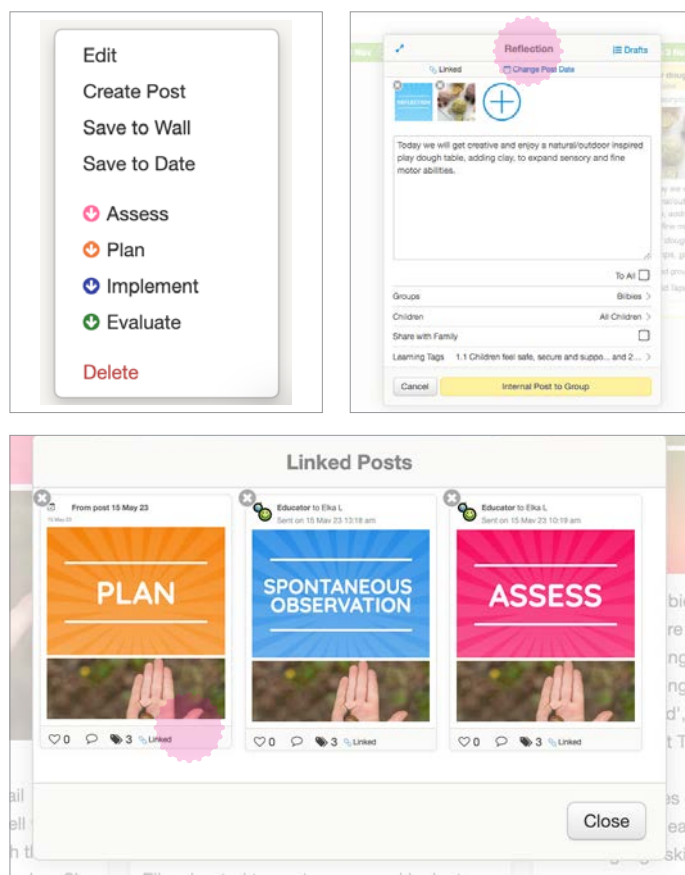 Edit
Create Post
Save to Wall
Save to Date
Assess
Plan
Implement
Evaluate
Delete
Reflection
Drafts
Linked
Change Post Date
REFLECTION
Today we will get creative and enjoy a natural/outdoor inspired
play dough table, adding clay, to expand sensory and fine
motor abilities.
To All
Groups Bilbies
Children All Children
Share with Family
Learning Tags 1.1 Children feel safe, secure and suppo... and 2...
Cancel Internal Post to Group
Linked Posts
From post 15 May 23
15 May 23
PLAN
0 3 Linked
Educator to Elka L
Sent on 15 May 23 13:18 am
SPONTANEOUS
OBSERVATION
0 3 Linked
Educator to Elka L
Sent on 15 May 23 10:19 am
ASSESS
0 3 Linked
Close